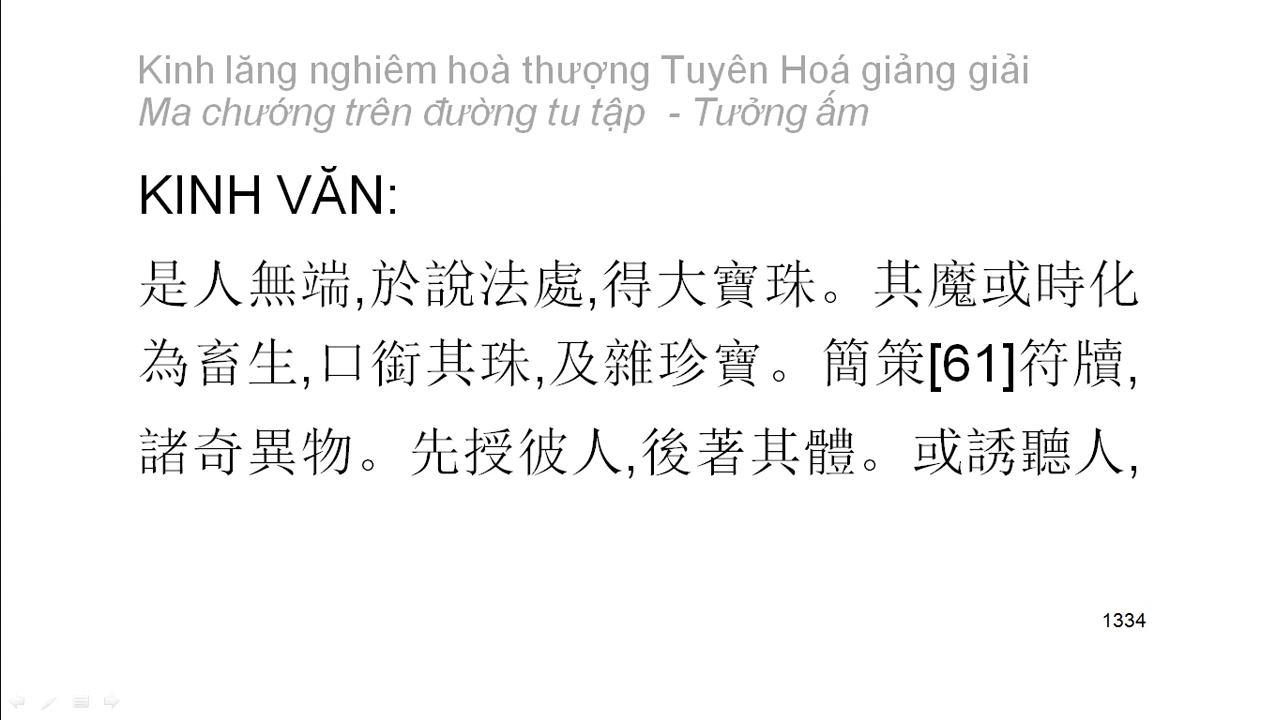 Kinh lăng nghiêm hoà thượng Tuyên Hoá giảng giải
Ma chướng trên đường tu tập - Tưởng ấm
KINH VĂN:
是人無端,於說法處,得大寶珠。其魔或時化
為畜生,口銜其珠,及雜珍寶。簡策[61]符牘,
諸奇異物。先授彼人,後著其體。或誘聽人,
1334